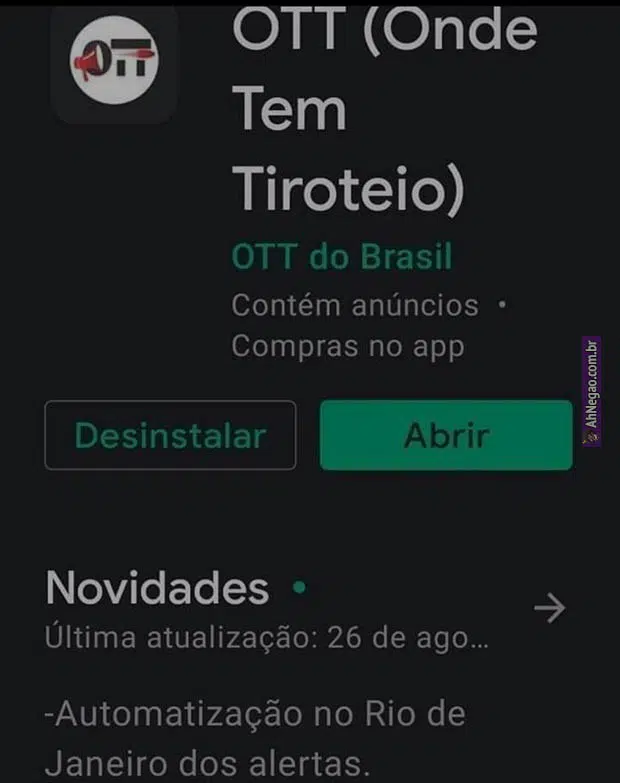 OTT
OTT (Onde
Tem
Tiroteio)
OTT do Brasil
Contém anúncios •
Compras no app
Desinstalar
Abrir
AhNegao.com.br
Novidades •
Última atualização: 26 de ago...
-Automatização no Rio de
Janeiro dos alertas.